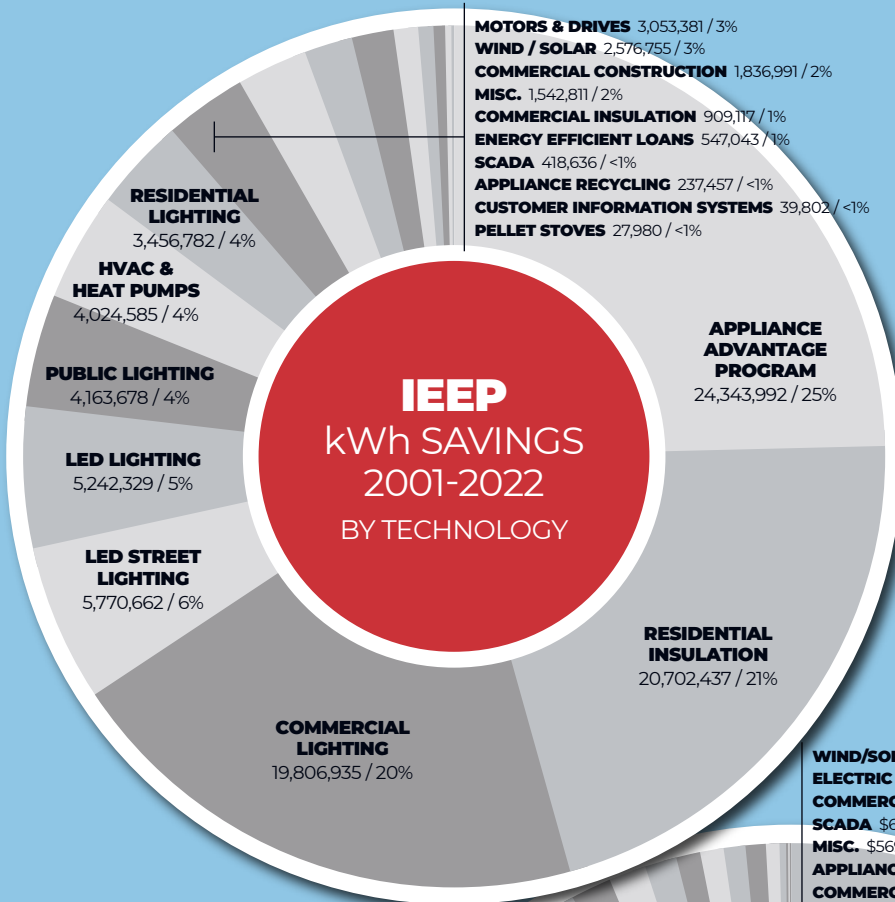 MOTORS & DRIVES 3,053,381 / 3%
WIND / SOLAR 2,576,755 / 3%
COMMERCIAL CONSTRUCTION 1,836,991 / 2%
MISC. 1,542,811 / 2%
COMMERCIAL INSULATION 909,117 / 1%
ENERGY EFFICIENT LOANS 547,043 / 1%
SCADA 418,636 / <1%
APPLIANCE RECYCLING 237,457 / <1%
CUSTOMER INFORMATION SYSTEMS 39,802 / <1%
PELLET STOVES 27,980 / <1%
RESIDENTIAL
LIGHTING
3,456,782 / 4%
HVAC &
HEAT PUMPS
4,024,585 / 4%
PUBLIC LIGHTING
4,163,678 / 4%
LED LIGHTING
5,242,329 / 5%
LED STREET
LIGHTING
5,770,662 / 6%
IEEP
kWh SAVINGS
2001-2022
BY TECHNOLOGY
APPLIANCE
ADVANTAGE
PROGRAM
24,343,992 / 25%
RESIDENTIAL
INSULATION
20,702,437 / 21%
COMMERCIAL
LIGHTING
19,806,935 / 20%
ELECTRIC
SCADA
MISC.